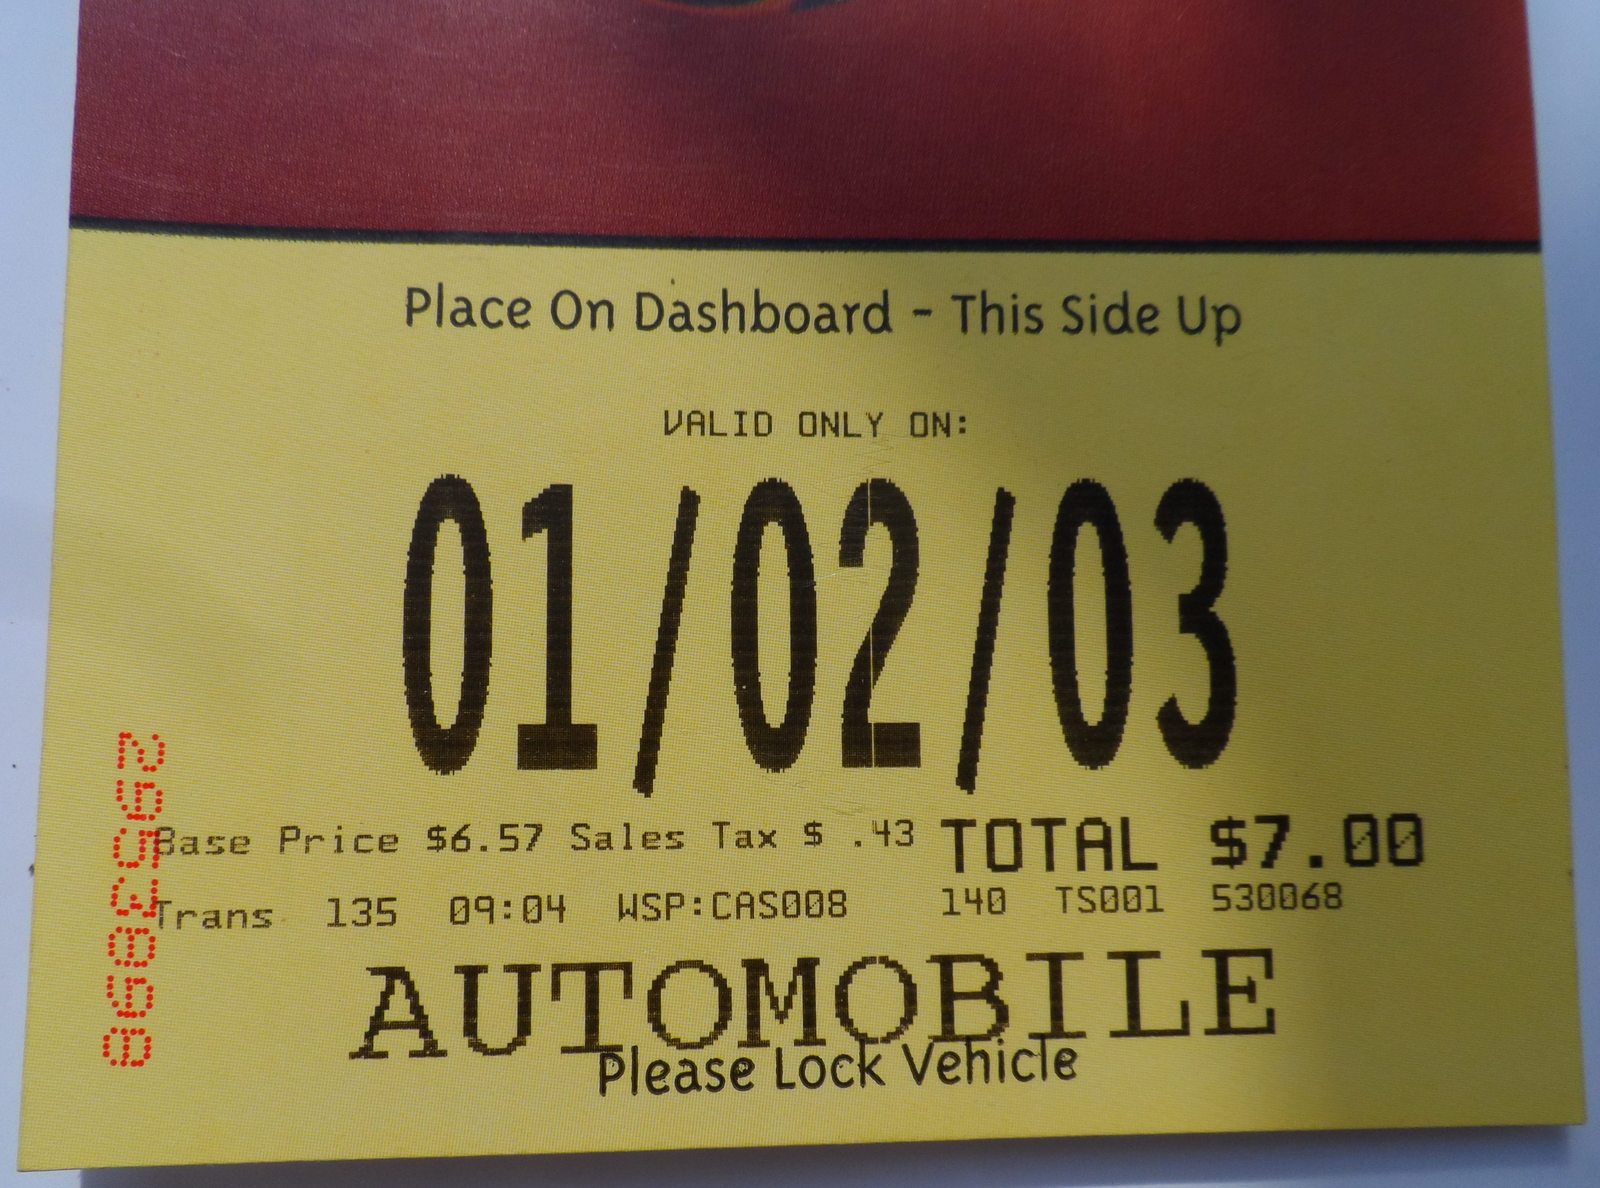 Place On Dashboard - This Side Up
VALID ONLY ON:
01/02/03
Base Price $6.57 Sales Tax $ .43 TOTAL $7.00
Trans 135 09:04 WSP:CAS008 140 TS001 530068
AUTOMOBILE
Please Lock Vehicle